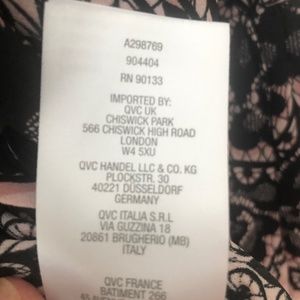 A298769
904404
RN 90133
IMPORTED BY:
QVC UK
CHISWICK PARK
566 CHISWICK HIGH ROAD
LONDON
W4 5XU
QVC HANDEL LLC & CO. KG
PLOCKSTR. 30
40221 DUSSELDORF
GERMANY
QVC ITALIA S.R.L
VIA GUZZINA 18
20861 BRUGHERIO (MB)
ITALY
QVC FRANCE
BATIMENT 266